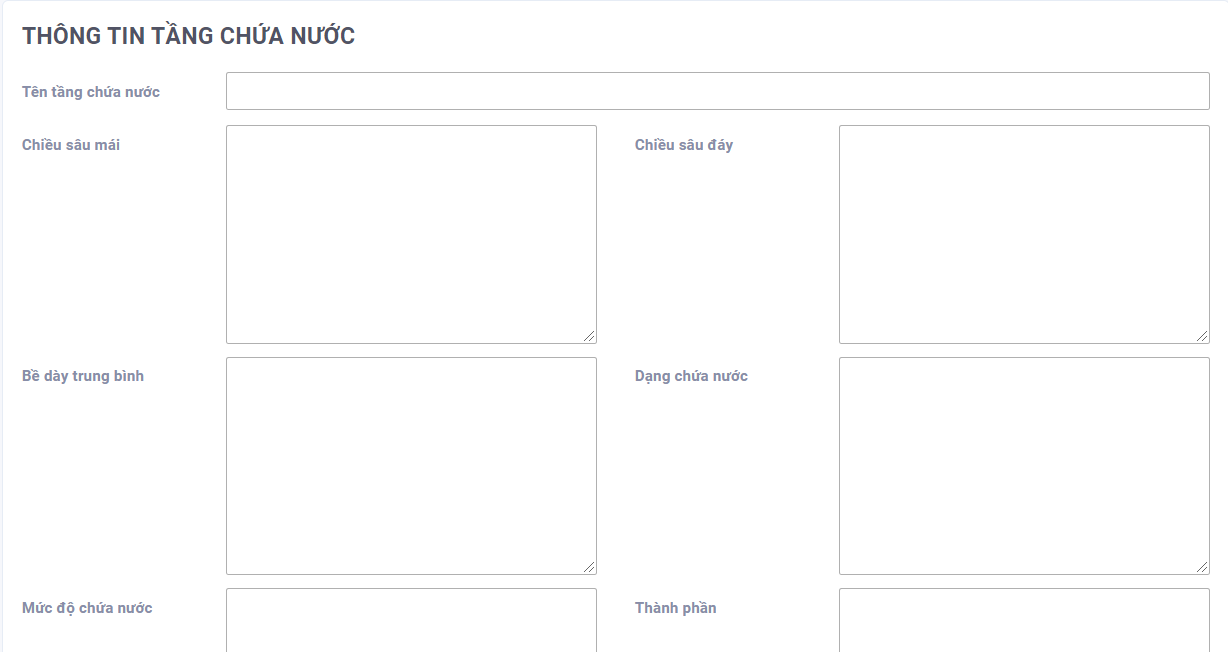 THÔNG TIN TẦNG CHỨA NƯỚC
Tên tầng chứa nước
Chiều sâu mái
Chiều sâu đáy
Bề dày trung bình
Dạng chứa nước
Mức độ chứa nước
Thành phần